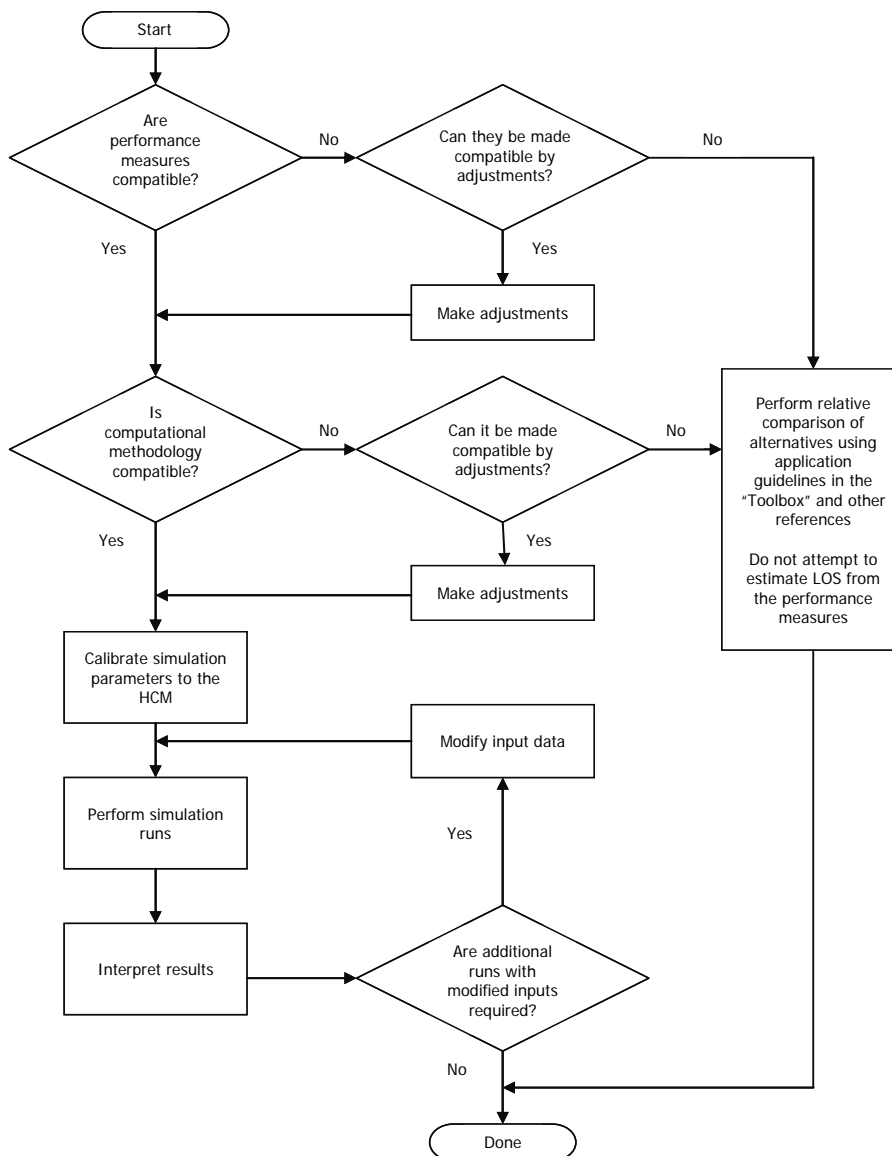 Start
Are
performance
measures
compatible?
No
Can they be made
compatible by
adjustments?
No
Yes
Yes
Make adjustments
Is
computational
methodology
compatible?
No
Can it be made
compatible by
adjustments?
No
Perform relative
comparison of
alternatives using
application
guidelines in the
“Toolbox” and other
references
Do not attempt to
estimate LOS from
the performance
measures
Yes
Yes
Make adjustments
Calibrate simulation
parameters to the
HCM
Modify input data
Perform simulation
runs
Yes
Interpret results
Are additional
runs with
modified inputs
required?
No
Done